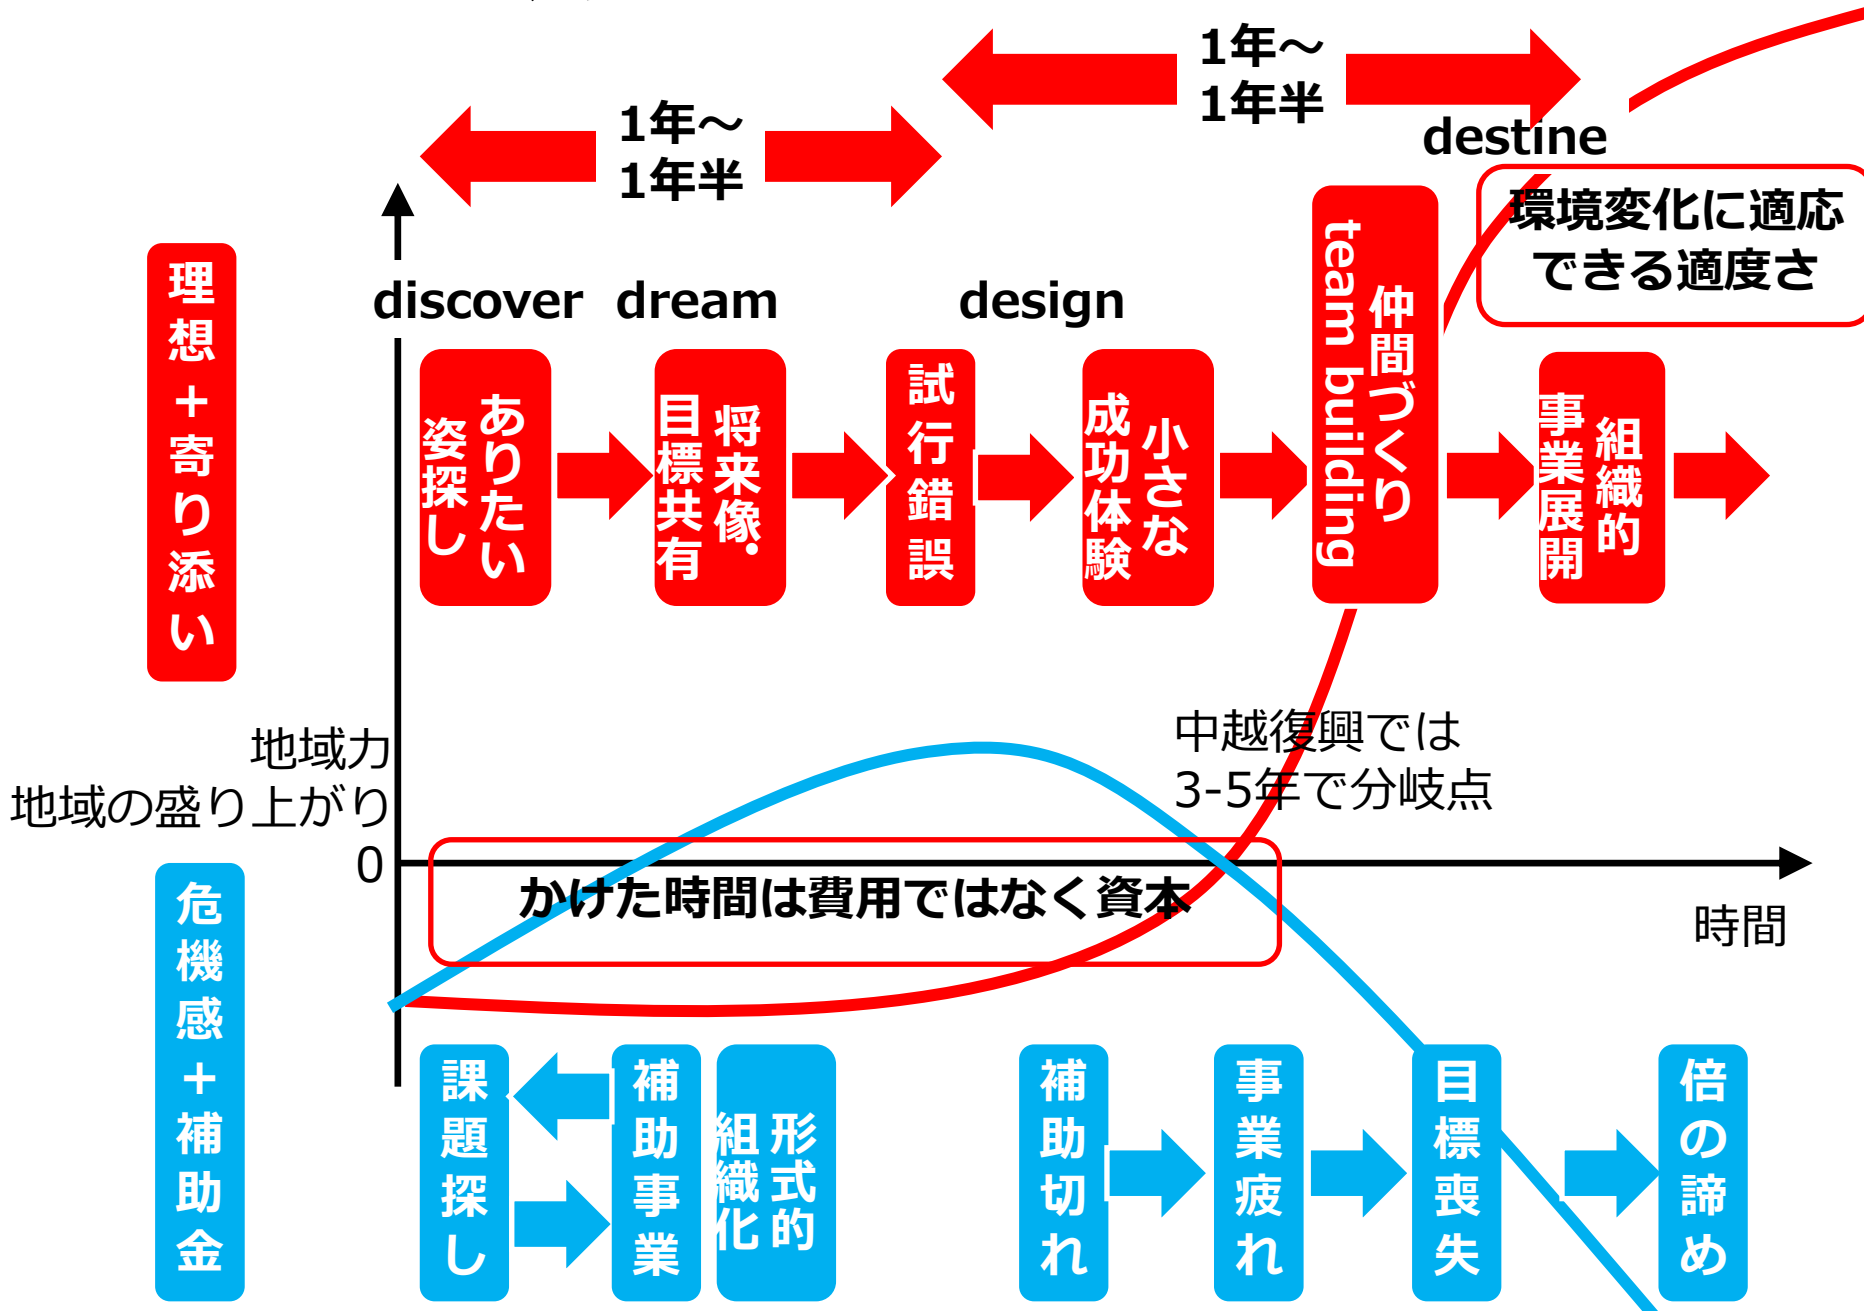 1年～
1年半
1年～
1年半
destine
環境変化に適応
できる適度さ
discover
dream
design
理想＋寄り添い
ありたい
姿探し
将来像・
目標共有
試行錯誤
小さな
成功体験
仲間づくり
team building
組織的
事業展開
地域力
地域の盛り上がり
中越復興では
3-5年で分岐点
0
かけた時間は費用ではなく資本
時間
危機感＋補助金
課題探し
補助事業
形式的
組織化
補助切れ
事業疲れ
目標喪失
倍の諦め